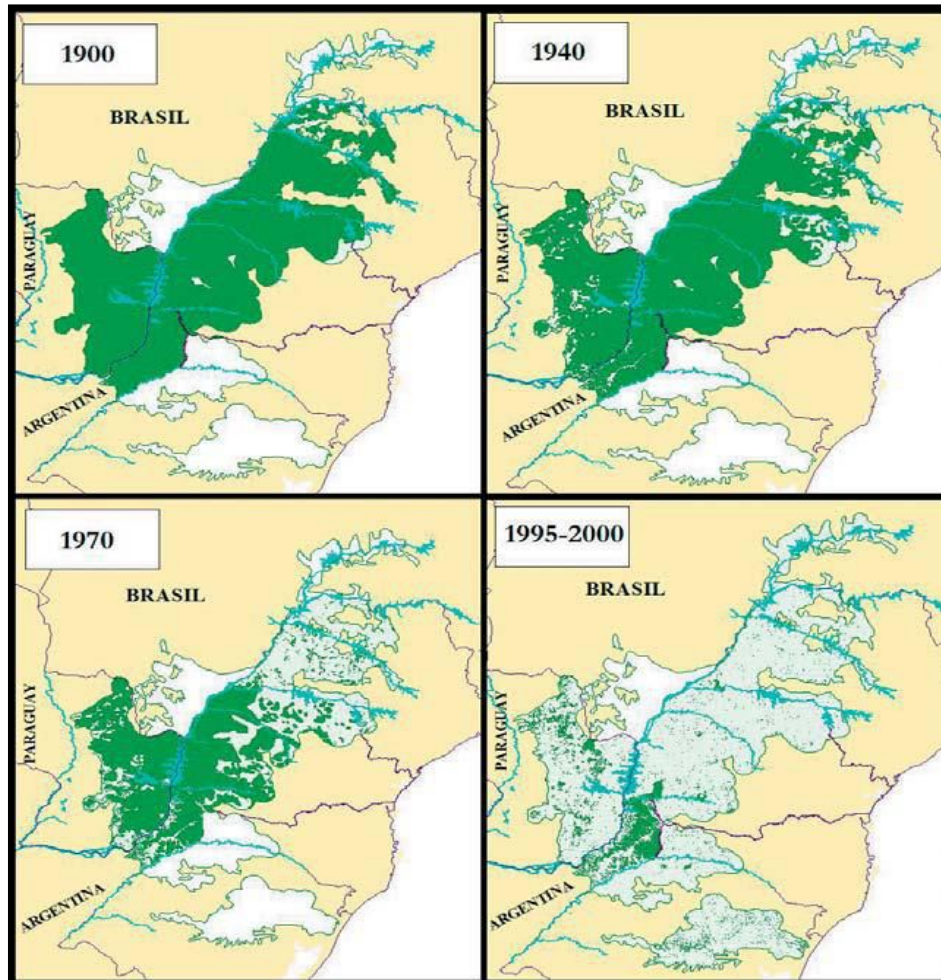 1900
BRASIL
PARAGUAY
ARGENTINA
1940
BRASIL
PARAGUAY
ARGENTINA
1970
BRASIL
PARAGUAY
ARGENTINA
1995-2000
BRASIL
PARAGUAY
ARGENTINA